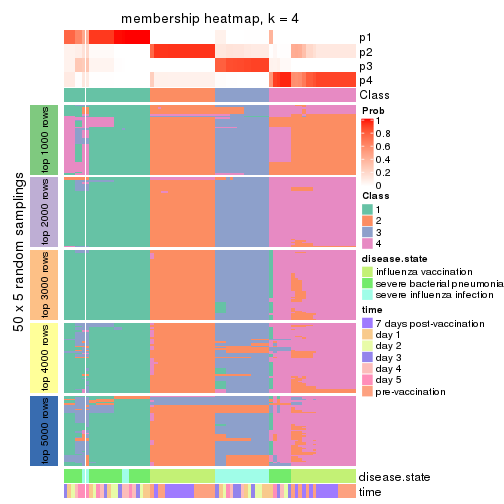 membership heatmap, k = 4
p1
p2
p3
p4
Class
50 x 5 random samplings
top 1000 rows
top 2000 rows
top 3000 rows
top 4000 rows
top 5000 rows
disease.state
time
Prob
1
0.8
0.6
0.4
0.2
0
Class
1
2
3
4
disease.state
influenza vaccination
severe bacterial pneumonia
severe influenza infection
time
7 days post-vaccination
day 1
day 2
day 3
day 4
day 5
pre-vaccination